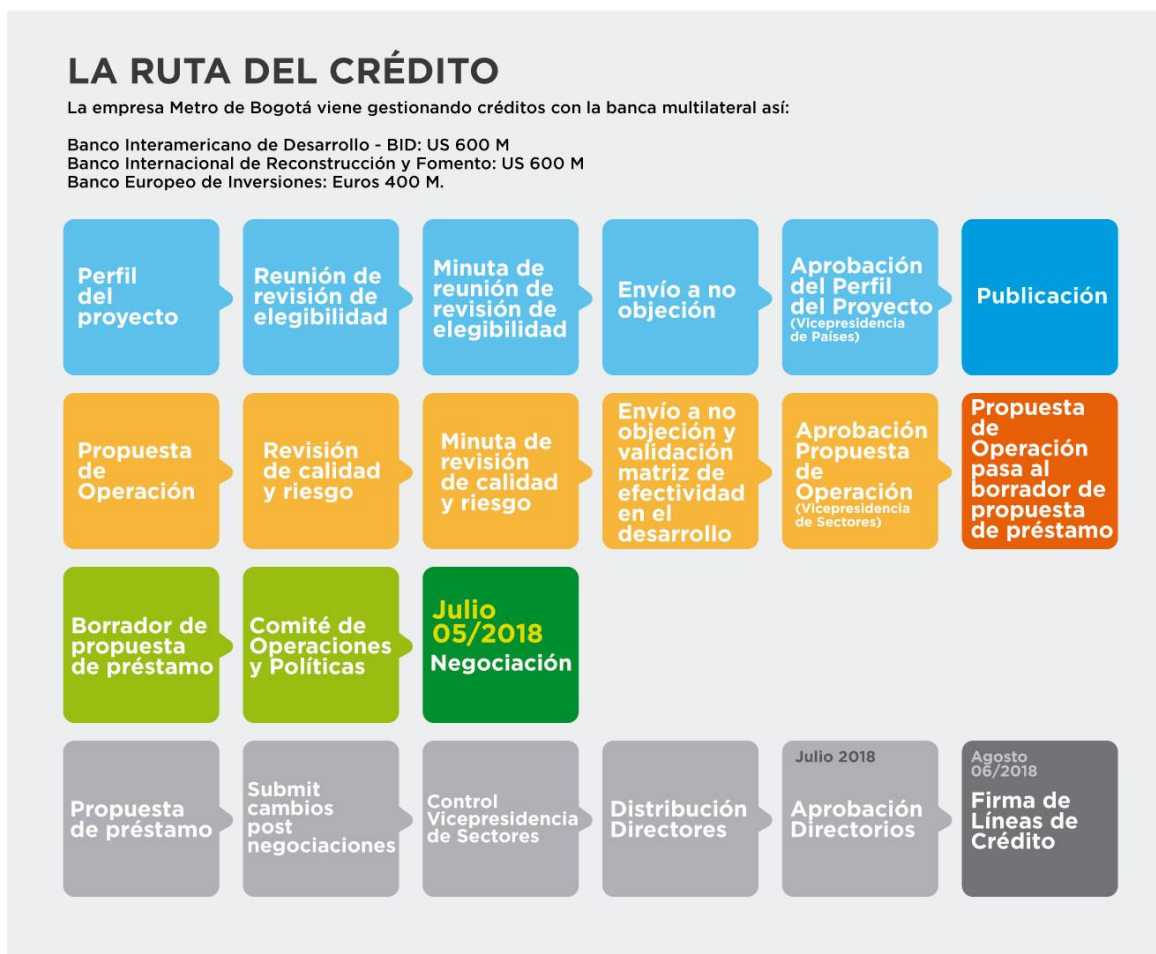 LA RUTA DEL CRÉDITO
La empresa Metro de Bogotá viene gestionando créditos con la banca multilateral así:
Banco Interamericano de Desarrollo - BID: US 600 M
Banco Internacional de Reconstrucción y Fomento: US 600 M
Banco Europeo de Inversiones: Euros 400 M.
Perfil
del
proyecto
Reunión de
revisión de
elegibilidad
Minuta de
reunión de
revisión de
elegibilidad
Envío a no
objeción
Aprobación
del Perfil
del Proyecto
(Vicepresidencia
de Países)
Publicación
Propuesta
de
Operación
Revisión
de calidad
y riesgo
Minuta de
revisión
de calidad
y riesgo
Envío a no
objeción y
validación
matriz de
efectividad
en el
desarrollo
Aprobación
Propuesta
de
Operación
(Vicepresidencia
de Sectores)
Propuesta
de
Operación
pasa al
borrador de
propuesta
de préstamo
Borrador de
propuesta
de préstamo
Comité de
Operaciones
y Políticas
Julio
05/2018
Negociación
Propuesta
de préstamo
Submit
cambios
post
negociaciones
Control
Vicepresidencia
de Sectores
Distribución
Directores
Julio 2018
Aprobación
Directorios
Agosto
06/2018
Firma de
Líneas de
Crédito